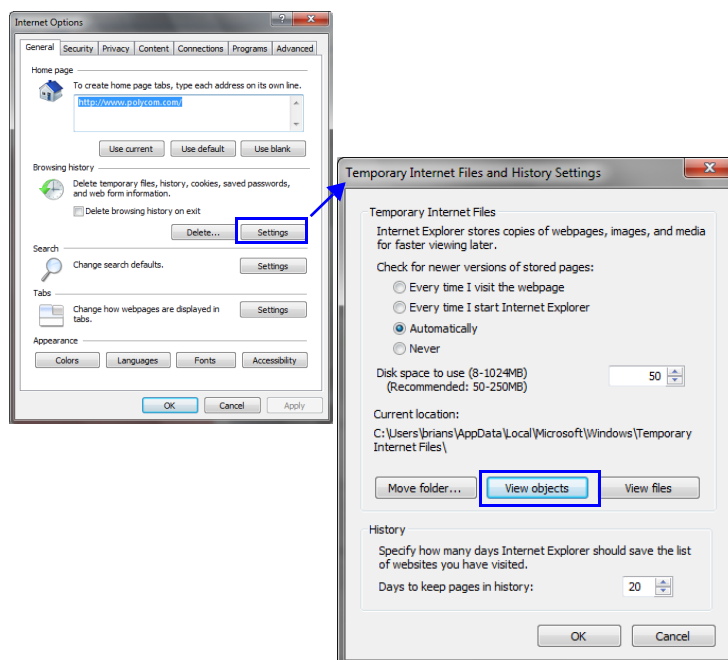 Internet Options
General Security Privacy Content Connections Programs Advanced
Home page
To create home page tabs, type each address on its own line.
http://www.polycom.com/
Use current Use default Use blank
Browsing history
Delete temporary files, history, cookies, saved passwords,
and web form information.
Delete browsing history on exit
Delete... Settings
Search
Change search defaults. Settings
Tabs
Change how webpages are displayed in
tabs.
Settings
Appearance
Colors Languages Fonts Accessibility
OK Cancel Apply
Temporary Internet Files and History Settings
Temporary Internet Files
Internet Explorer stores copies of webpages, images, and media
for faster viewing later.
Check for newer versions of stored pages:
Every time I visit the webpage
Every time I start Internet Explorer
Automatically
Never
Disk space to use (8-1024MB) 50
(Recommended: 50-250MB)
Current location:
C:\Users\brians\AppData\Local\Microsoft\Windows\Temporary
Internet Files\
Move folder... View objects View files
History
Specify how many days Internet Explorer should save the list
of websites you have visited.
Days to keep pages in history: 20
OK Cancel